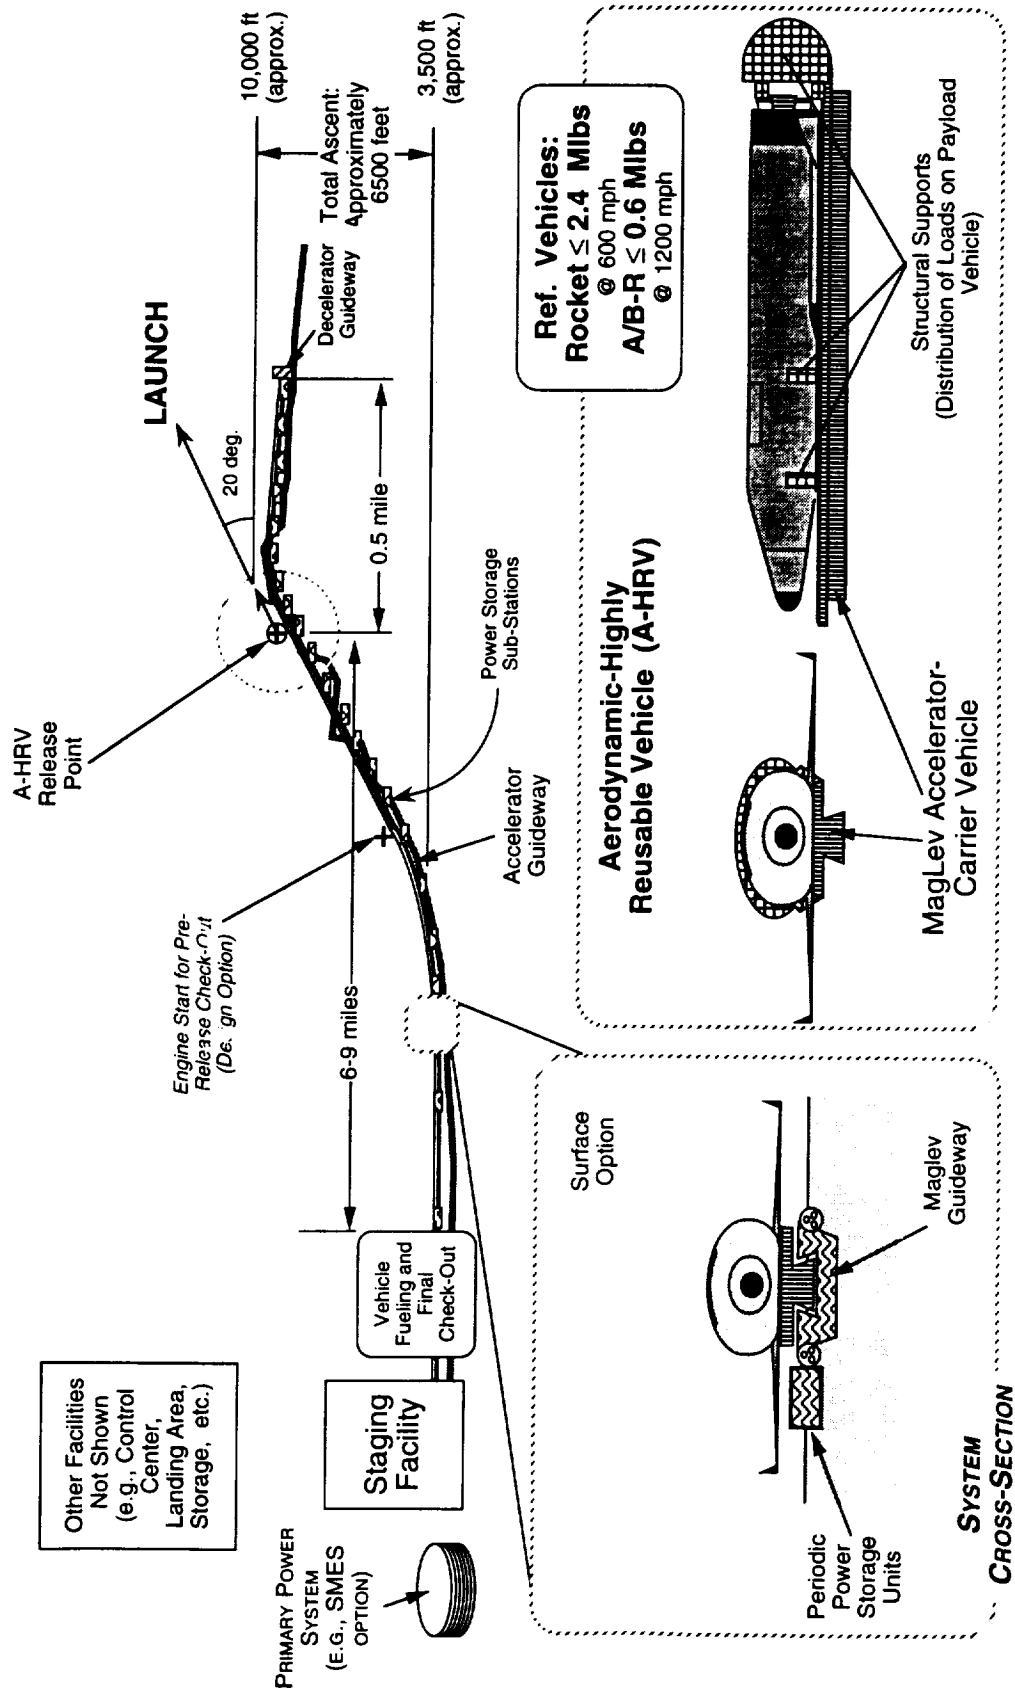 Other Facilities
Not Shown
(e.g., Control
Center,
Landing Area,
Storage, etc.)
PRIMARY POWER
SYSTEM
(E.G., SMES
OPTION)
Staging
Facility
Vehicle
Fueling and
Final
Check-Out
6-9 miles
Engine Start for Pre-
Release Check-Out
(Design Option)
A-HRV
Release
Point
LAUNCH
20 deg.
10,000 ft
(approx.)
Total Ascent:
Approximately
6500 feet
3,500 ft
(approx.)
Decelerator
Guideway
0.5 mile
Power Storage
Sub-Stations
Accelerator
Guideway
Surface
Option
Maglev
Guideway
Periodic
Power
Storage
Units
SYSTEM
CROSS-SECTION
Ref. Vehicles:
Rocket ≤ 2.4 Mlbs
@ 600 mph
A/B-R ≤ 0.6 Mlbs
@ 1200 mph
Aerodynamic-Highly
Reusable Vehicle (A-HRV)
MagLev Accelerator-
Carrier Vehicle
Structural Supports
(Distribution of Loads on Payload
Vehicle)